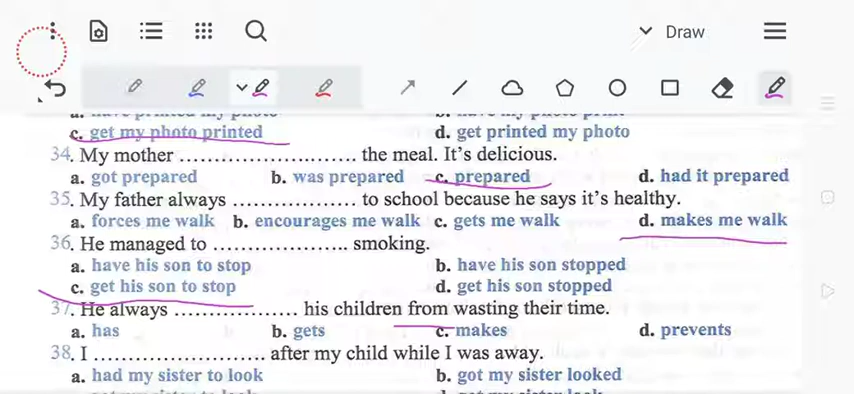 Draw
c. get my photo printed d. get printed my photo
34. My mother ................................ the meal. It's delicious.
a. got prepared b. was prepared c. prepared d. had it prepared
35. My father always ...................... to school because he says it's healthy.
a. forces me walk b. encourages me walk c. gets me walk d. makes me walk
36. He managed to ........................ smoking.
a. have his son to stop b. have his son stopped
c. get his son to stop d. get his son stopped
37. He always ...................... his children from wasting their time.
a. has b. gets c. makes d. prevents
38. I .............................. after my child while I was away.
a. had my sister to look b. got my sister looked